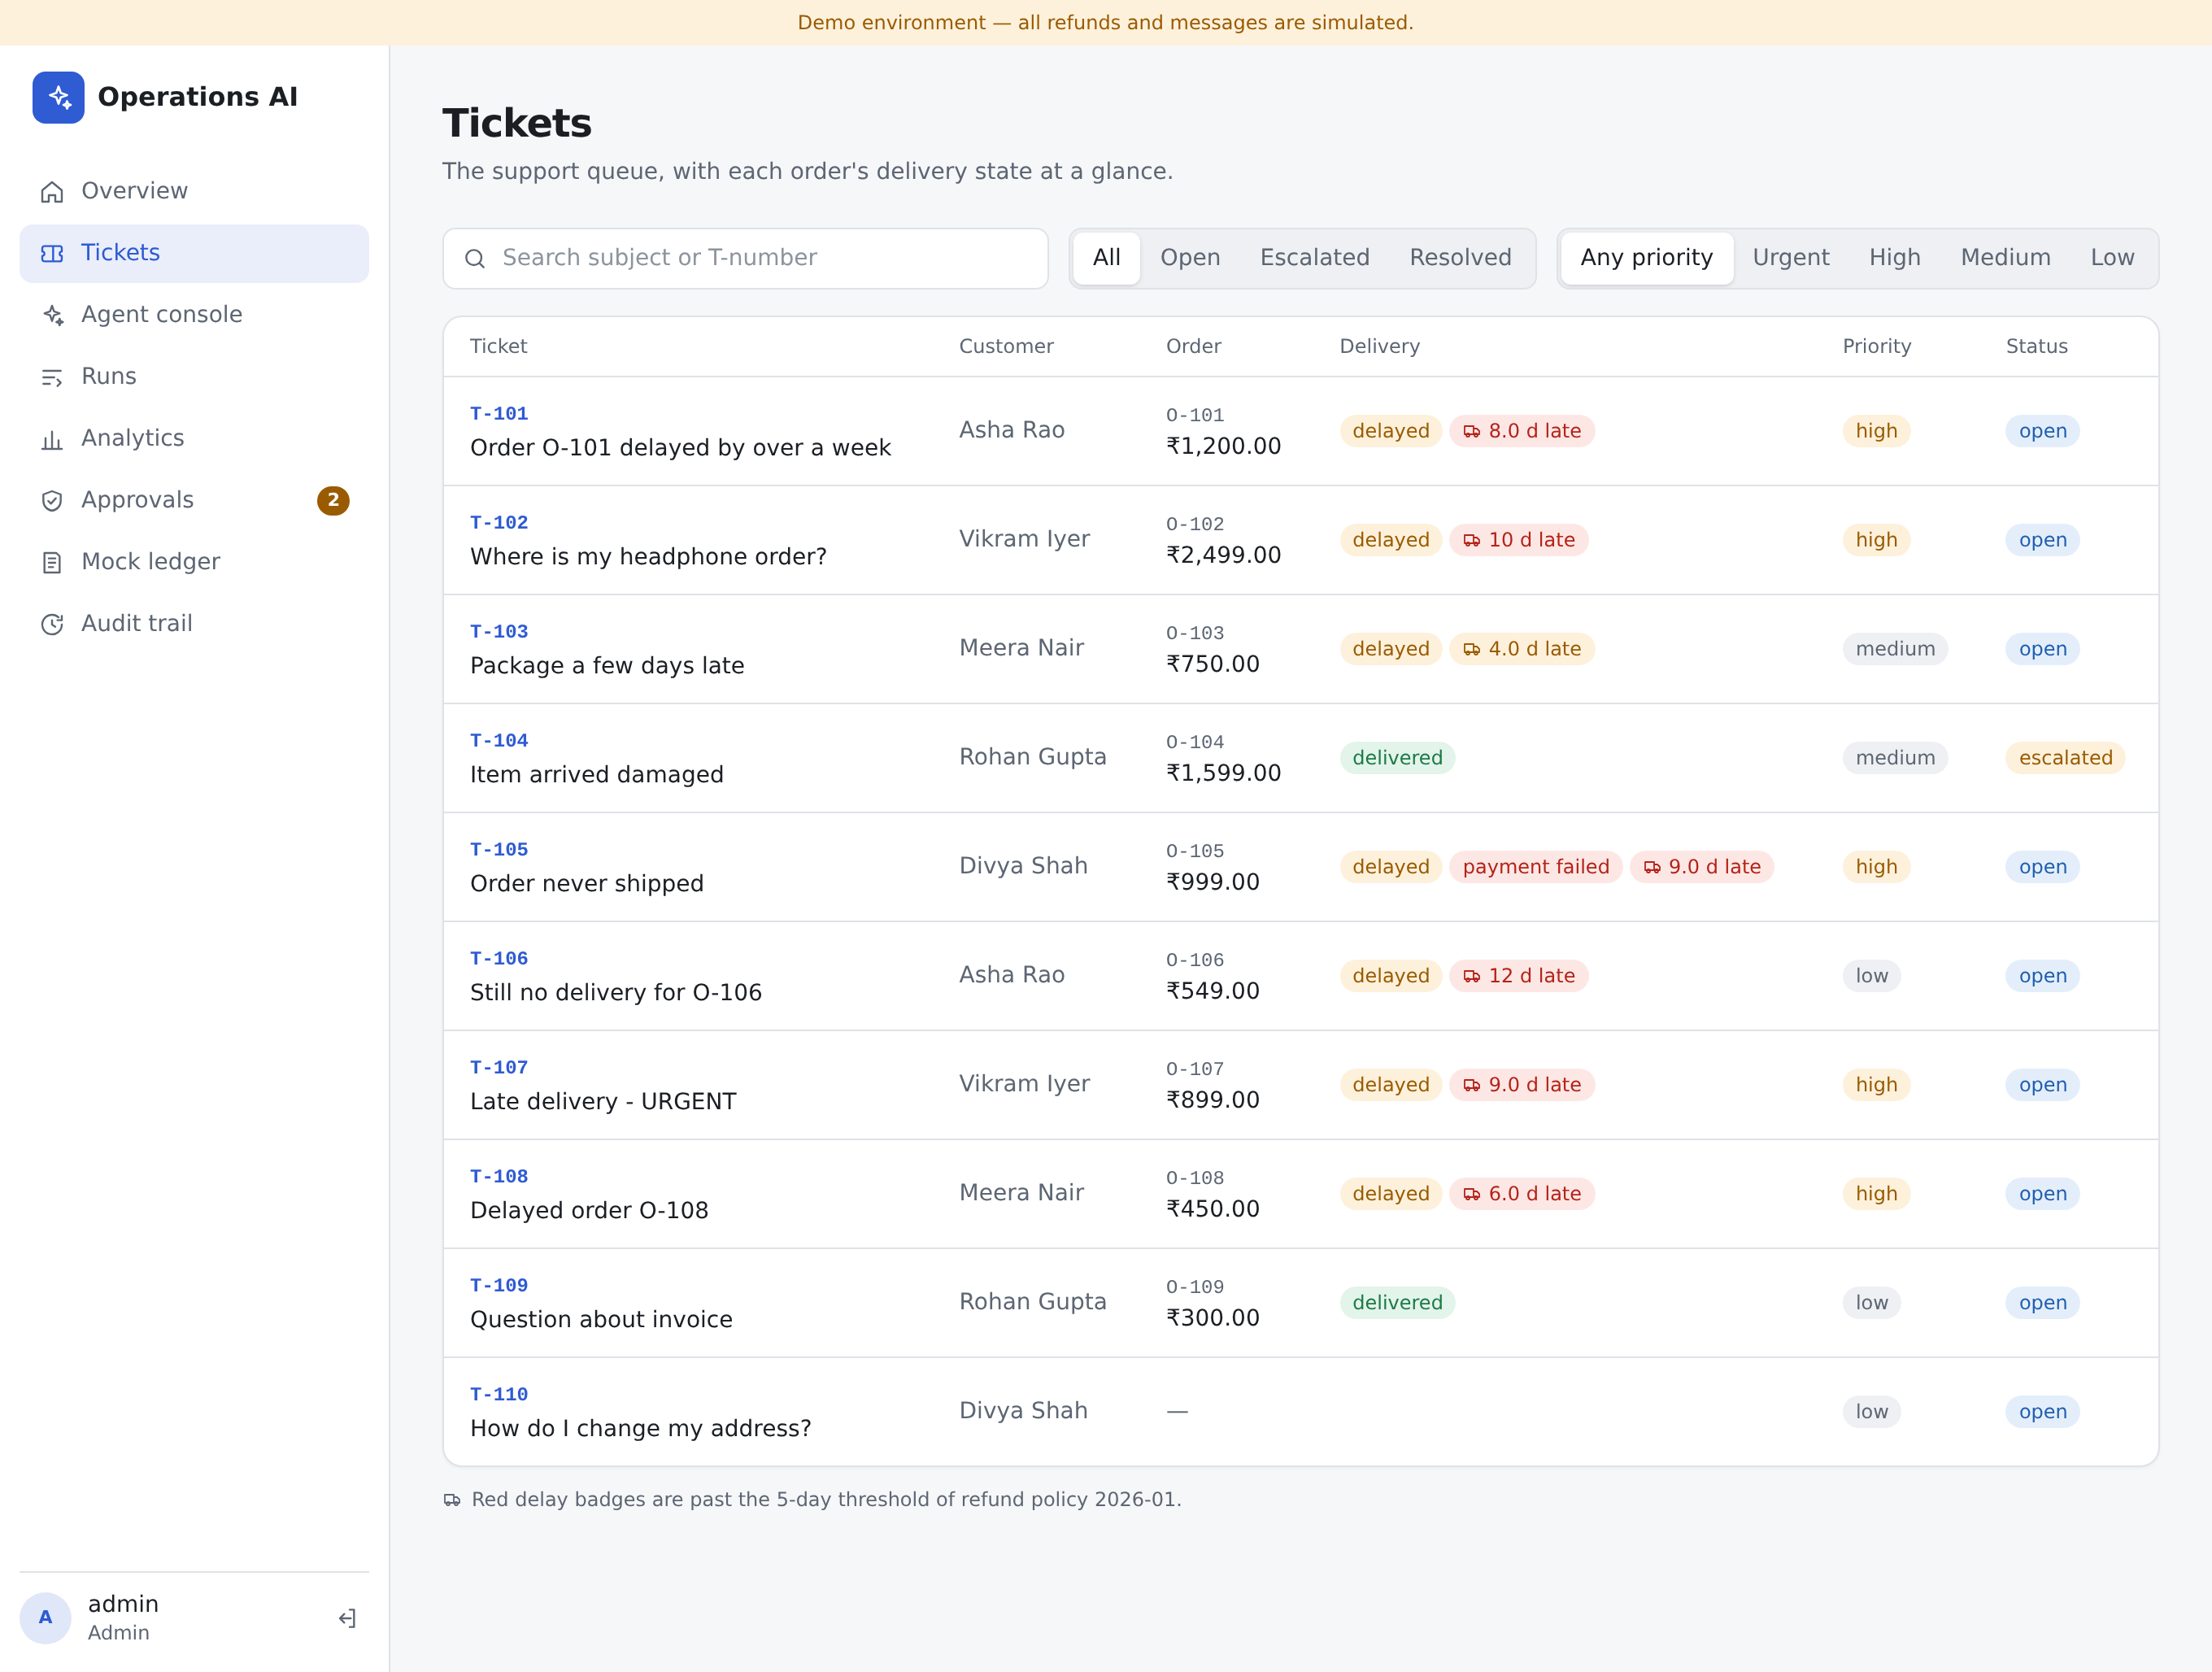 Demo environment — all refunds and messages are simulated.
Operations AI
Overview
Tickets
Agent console
Runs
Analytics
Approvals 2
Mock ledger
Audit trail
A admin
Admin
Tickets
The support queue, with each order's delivery state at a glance.
Search subject or T-number All Open Escalated Resolved Any priority Urgent High Medium Low
Ticket Customer Order Delivery Priority Status
T-101
Order O-101 delayed by over a week
Asha Rao
O-101
₹1,200.00
delayed 8.0 d late high open
T-102
Where is my headphone order?
Vikram Iyer
O-102
₹2,499.00
delayed 10 d late high open
T-103
Package a few days late
Meera Nair
O-103
₹750.00
delayed 4.0 d late medium open
T-104
Item arrived damaged
Rohan Gupta
O-104
₹1,599.00
delivered medium escalated
T-105
Order never shipped
Divya Shah
O-105
₹999.00
delayed payment failed 9.0 d late high open
T-106
Still no delivery for O-106
Asha Rao
O-106
₹549.00
delayed 12 d late low open
T-107
Late delivery - URGENT
Vikram Iyer
O-107
₹899.00
delayed 9.0 d late high open
T-108
Delayed order O-108
Meera Nair
O-108
₹450.00
delayed 6.0 d late high open
T-109
Question about invoice
Rohan Gupta
O-109
₹300.00
delivered low open
T-110
How do I change my address?
Divya Shah
—
low open
Red delay badges are past the 5-day threshold of refund policy 2026-01.